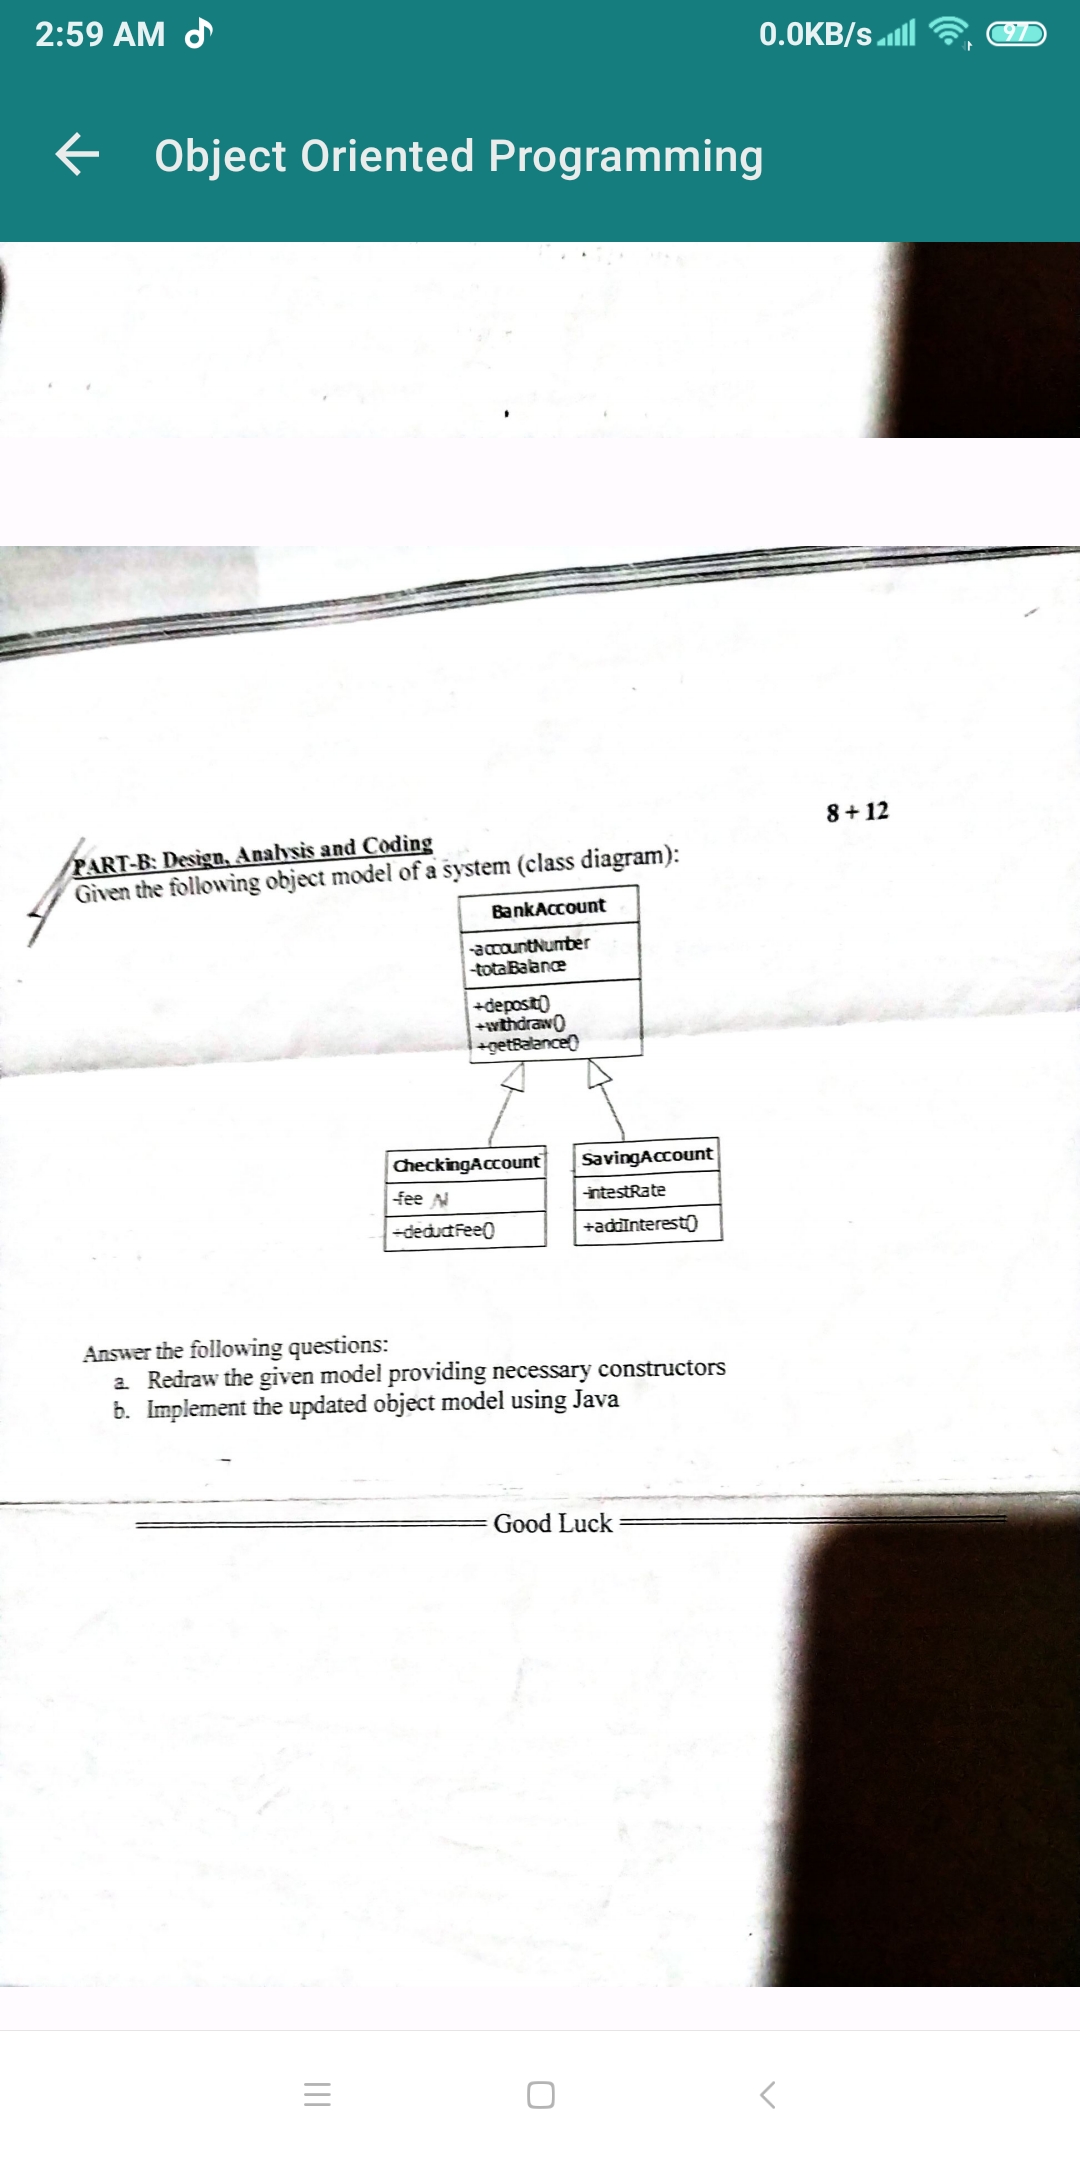 2:59 AM
0.0KB/s
97
Object Oriented Programming
8 + 12
PART-B: Design, Analysis and Coding
Given the following object model of a system (class diagram):
BankAccount
-accountNumber
-totalBalance
+deposit()
+withdraw()
+getBalance()
CheckingAccount
-fee
+deductFee()
SavingAccount
-intestRate
+addInterest()
Answer the following questions:
a. Redraw the given model providing necessary constructors
b. Implement the updated object model using Java
Good Luck